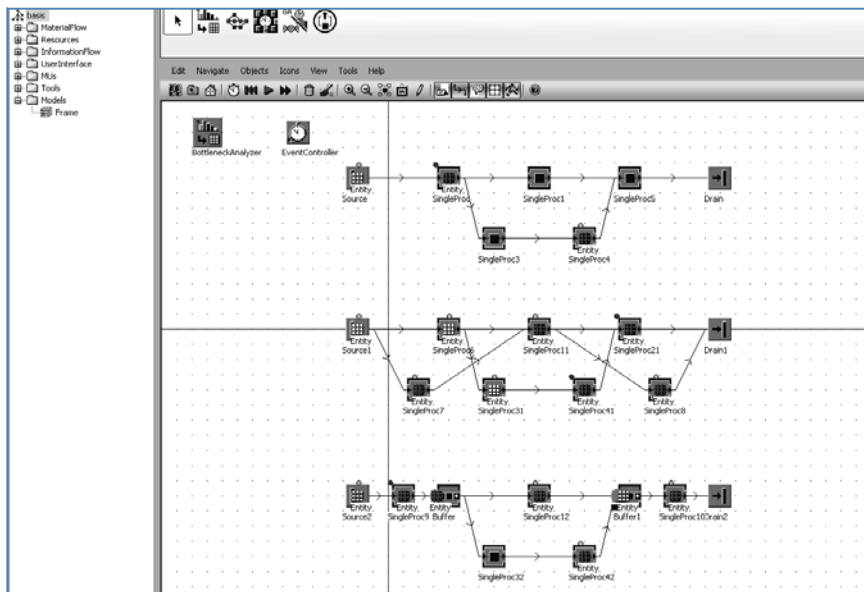 basis
MaterialFlow
Resources
InformationFlow
UserInterface
MUs
Tools
Models
Frame
Edit Navigate Objects Icons View Tools Help
BottleneckAnalyzer
EventController
Entity Entity
Source SingleProc SingleProc1 SingleProc5 Drain
Entity
SingleProc3 SingleProc4
Entity Entity Entity Entity
Source1 SingleProc6 SingleProc11 SingleProc21 Drain1
Entity Entity Entity Entity
SingleProc7 SingleProc31 SingleProc41 SingleProc8
Entity Entity Entity Entity Entity Entity
Source2 SingleProc9 Buffer SingleProc12 Buffer1 SingleProc10 Drain2
Entity
SingleProc32 SingleProc42